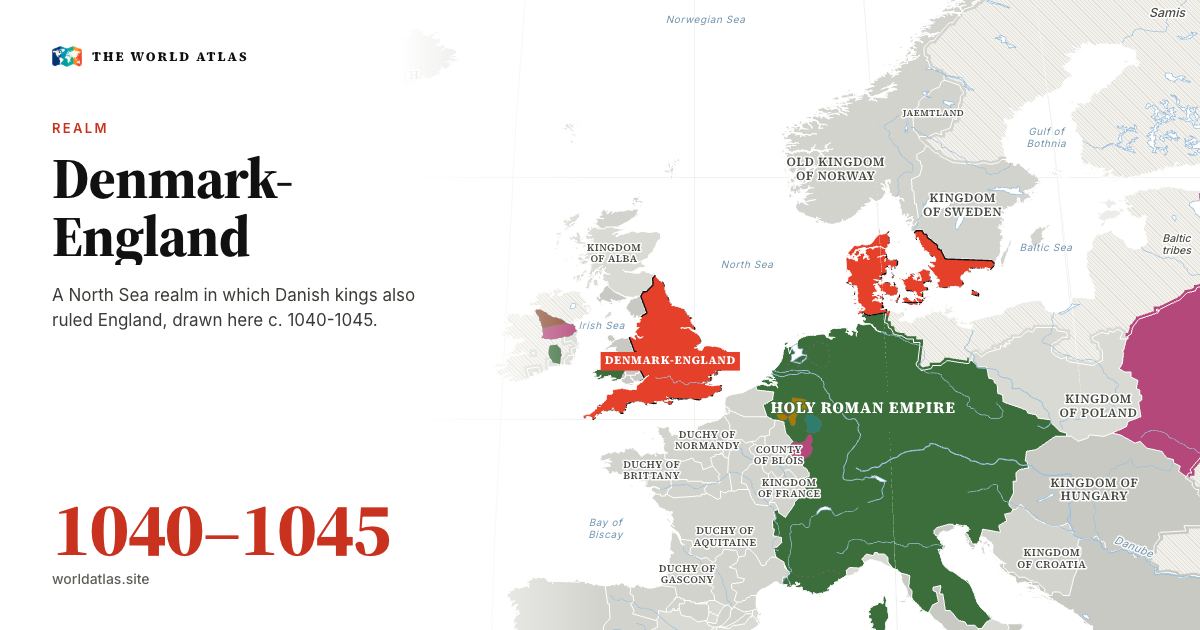 THE WORLD ATLAS
REALM
Denmark-
England
A North Sea realm in which Danish kings also
ruled England, drawn here c. 1040-1045.
1040–1045
worldatlas.site
Norwegian Sea
Samis
JAEMTLAND
Gulf of
Bothnia
OLD KINGDOM
OF NORWAY
KINGDOM
OF SWEDEN
KINGDOM
OF ALBA
Baltic Sea
Baltic
tribes
North Sea
Irish Sea
DENMARK-ENGLAND
HOLY ROMAN EMPIRE
KINGDOM
OF POLAND
DUCHY OF
NORMANDY
COUNTY
OF BLOIS
DUCHY OF
BRITTANY
KINGDOM
OF FRANCE
KINGDOM OF
HUNGARY
Bay of
Biscay
DUCHY OF
AQUITAINE
Danube
KINGDOM
OF CROATIA
DUCHY OF
GASCONY